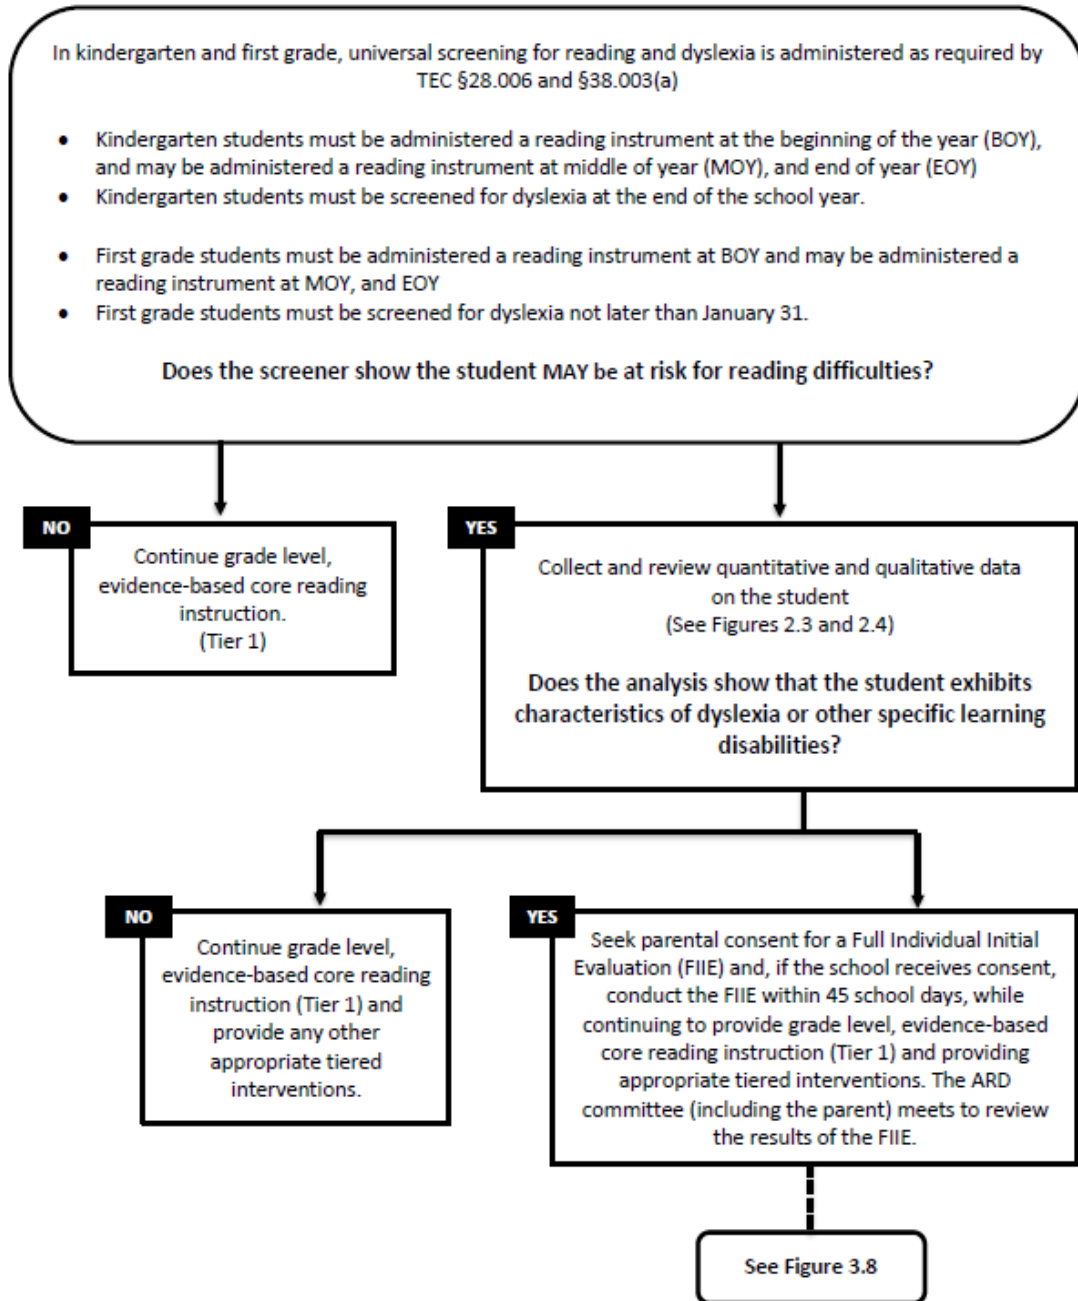 In kindergarten and first grade, universal screening for reading and dyslexia is administered as required by
TEC §28.006 and §38.003(a)
• Kindergarten students must be administered a reading instrument at the beginning of the year (BOY),
and may be administered a reading instrument at middle of year (MOY), and end of year (EOY)
• Kindergarten students must be screened for dyslexia at the end of the school year.
• First grade students must be administered a reading instrument at BOY and may be administered a
reading instrument at MOY, and EOY
• First grade students must be screened for dyslexia not later than January 31.
Does the screener show the student MAY be at risk for reading difficulties?
NO
Continue grade level,
evidence-based core reading
instruction.
(Tier 1)
YES
Collect and review quantitative and qualitative data
on the student
(See Figures 2.3 and 2.4)
Does the analysis show that the student exhibits
characteristics of dyslexia or other specific learning
disabilities?
NO
Continue grade level,
evidence-based core reading
instruction (Tier 1) and
provide any other
appropriate tiered
interventions.
YES
Seek parental consent for a Full Individual Initial
Evaluation (FIIE) and, if the school receives consent,
conduct the FIIE within 45 school days, while
continuing to provide grade level, evidence-based
core reading instruction (Tier 1) and providing
appropriate tiered interventions. The ARD
committee (including the parent) meets to review
the results of the FIIE.
See Figure 3.8